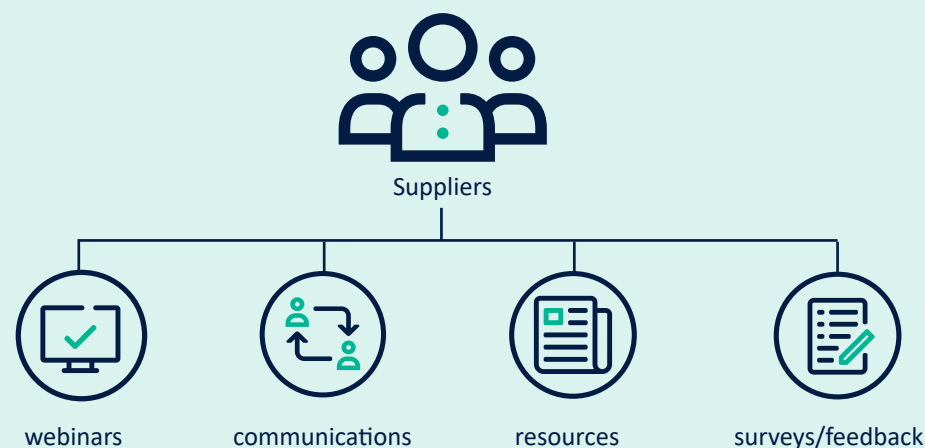 Suppliers
webinars
communications
resources
surveys/feedback